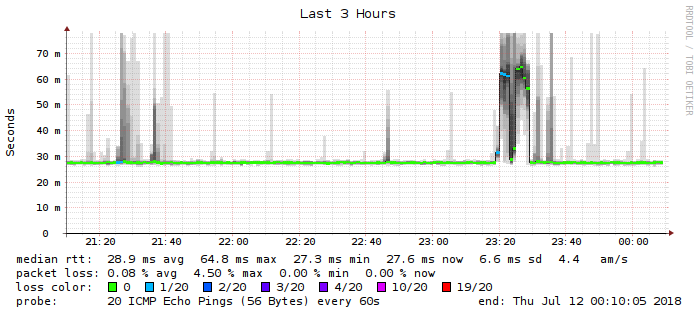 Last 3 Hours
RRDTOOL / TOBI OETIKER
Seconds
70 m
60 m
50 m
40 m
30 m
20 m
10 m
0
21:20 21:40 22:00 22:20 22:40 23:00 23:20 23:40 00:00
median rtt: 28.9 ms avg 64.8 ms max 27.3 ms min 27.6 ms now 6.6 ms sd 4.4 am/s
packet loss: 0.08 % avg 4.50 % max 0.00 % min 0.00 % now
loss color: 0 1/20 2/20 3/20 4/20 10/20 19/20
probe: 20 ICMP Echo Pings (56 Bytes) every 60s end: Thu Jul 12 00:10:05 2018